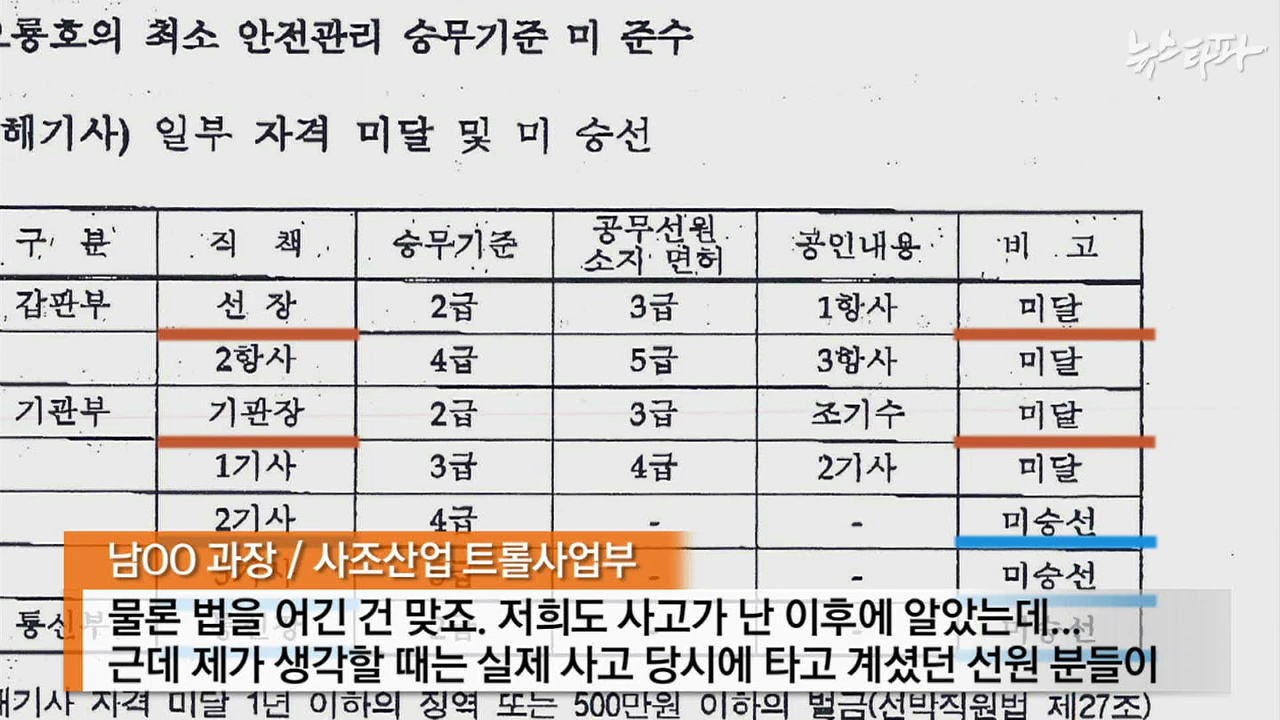 오룡호의 최소 안전관리 승무기준 미 준수
뉴스타파
해기사) 일부 자격 미달 및 미 승선
구 분 직 책 승무기준 공무선원 소지 면허 공인내용 비 고
갑판부 선 장 2급 3급 1항사 미달
2항사 4급 5급 3항사 미달
기관부 기관장 2급 3급 조기수 미달
1기사 3급 4급 2기사 미달
2기사 4급 - - 미승선
- - 미승선
통신부 미승선
남OO 과장 / 사조산업 트롤사업부
물론 법을 어긴 건 맞죠. 저희도 사고가 난 이후에 알았는데...
근데 제가 생각할 때는 실제 사고 당시에 타고 계셨던 선원 분들이
해기사 자격 미달 1년 이하의 징역 또는 500만원 이하의 벌금(선박직원법 제27조)